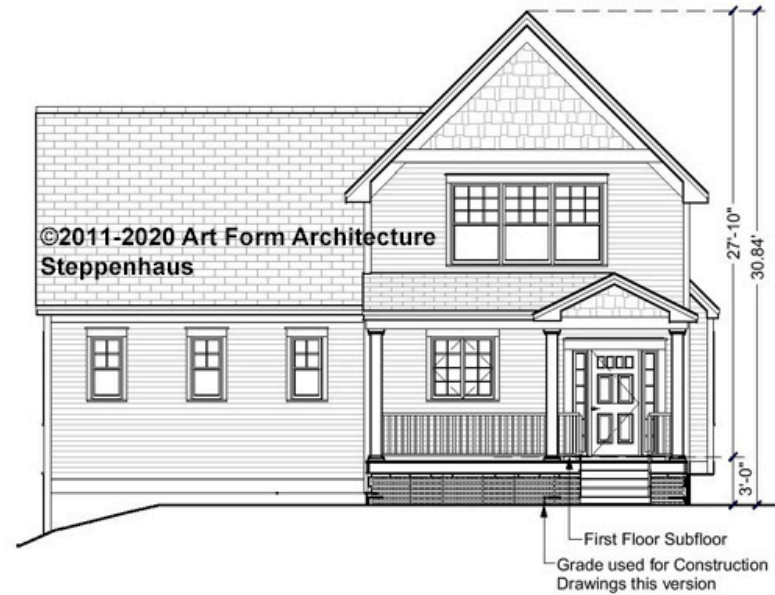 ©2011-2020 Art Form Architecture
Steppenhaus
27'-10"
30.84'
3'-0"
First Floor Subfloor
Grade used for Construction
Drawings this version